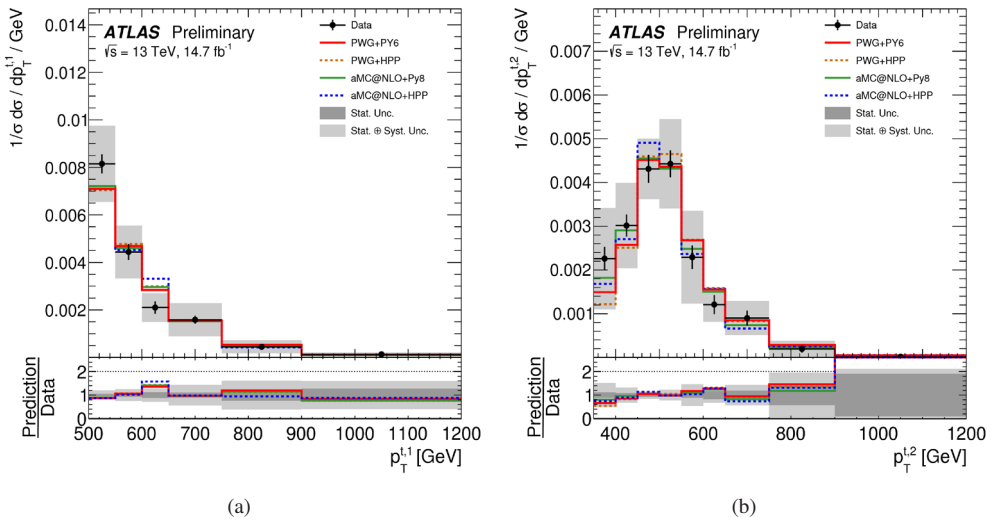 ATLAS Preliminary
√s = 13 TeV, 14.7 fb⁻¹
Data
PWG+PY6
PWG+HPP
aMC@NLO+Py8
aMC@NLO+HPP
Stat. Unc.
Stat. ⊕ Syst. Unc.
1/σ dσ / dp_T^{t,1} / GeV
0.014
0.012
0.01
0.008
0.006
0.004
0.002
Prediction
Data
2
1
0
500 600 700 800 900 1000 1100 1200
p_T^{t,1} [GeV]
(a)
ATLAS Preliminary
√s = 13 TeV, 14.7 fb⁻¹
Data
PWG+PY6
PWG+HPP
aMC@NLO+Py8
aMC@NLO+HPP
Stat. Unc.
Stat. ⊕ Syst. Unc.
1/σ dσ / dp_T^{t,2} / GeV
0.007
0.006
0.005
0.004
0.003
0.002
0.001
Prediction
Data
2
1
0
400 600 800 1000 1200
p_T^{t,2} [GeV]
(b)